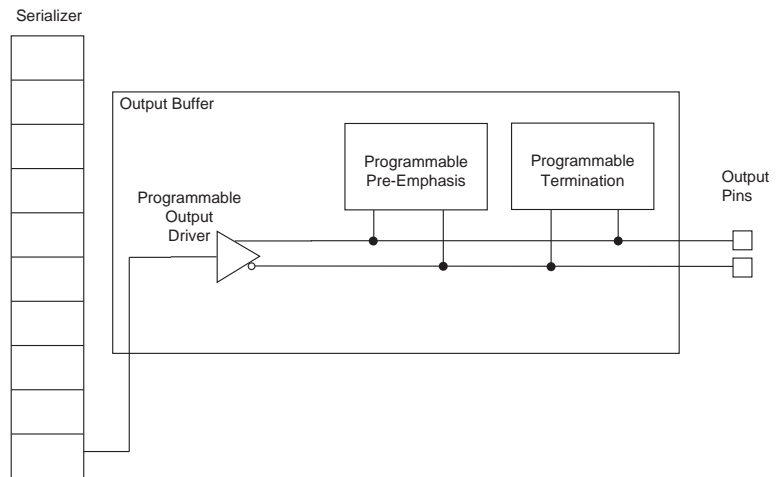 Serializer
Output Buffer
Programmable
Pre-Emphasis
Programmable
Termination
Output
Pins
Programmable
Output
Driver